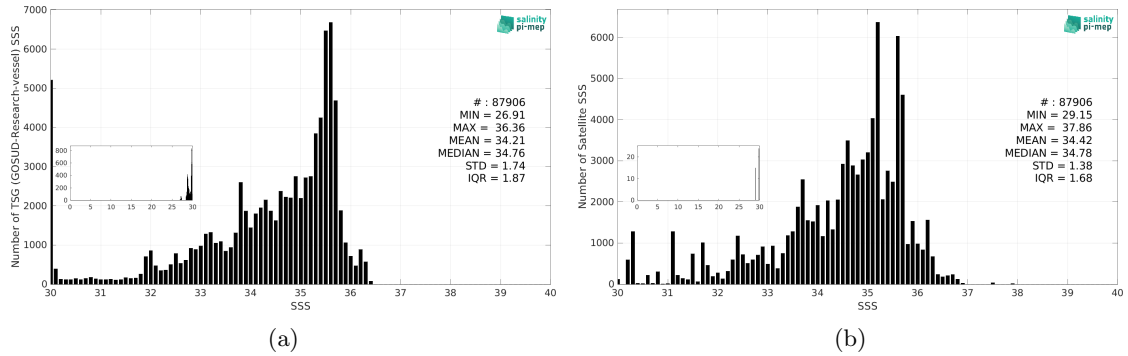 7000
6000
5000
4000
3000
2000
1000
0
Number of TSG (GOSUD-Research-vessel) SSS
salinity
pi-mep
# : 87906
MIN = 26.91
MAX = 36.36
MEAN = 34.21
MEDIAN = 34.76
STD = 1.74
IQR = 1.87
800
600
400
200
0
0 5 10 15 20 25 30
30 31 32 33 34 35 36 37 38 39 40
SSS
(a)
6000
5000
4000
3000
2000
1000
0
Number of Satellite SSS
salinity
pi-mep
# : 87906
MIN = 29.15
MAX = 37.86
MEAN = 34.42
MEDIAN = 34.78
STD = 1.38
IQR = 1.68
20
10
0
0 5 10 15 20 25 30
30 31 32 33 34 35 36 37 38 39 40
SSS
(b)